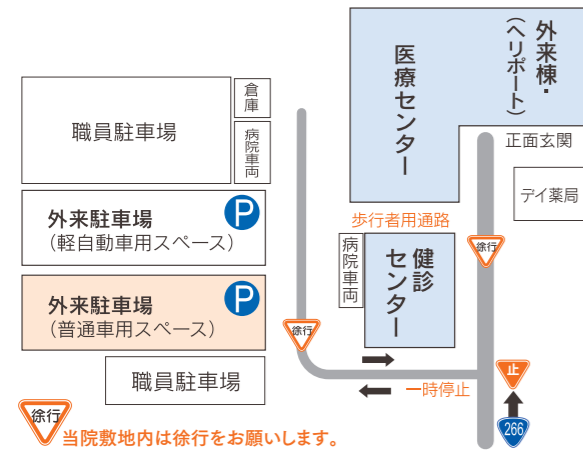 外来棟・
(ヘリポート)
医療センター
倉庫
病院車両
職員駐車場
正面玄関
デイ薬局
外来駐車場
(軽自動車用スペース)
P
歩行者用通路
病院車両
健診
センター
徐行
外来駐車場
(普通車用スペース)
P
徐行
職員駐車場
止
一時停止
266
徐行
当院敷地内は徐行をお願いします。